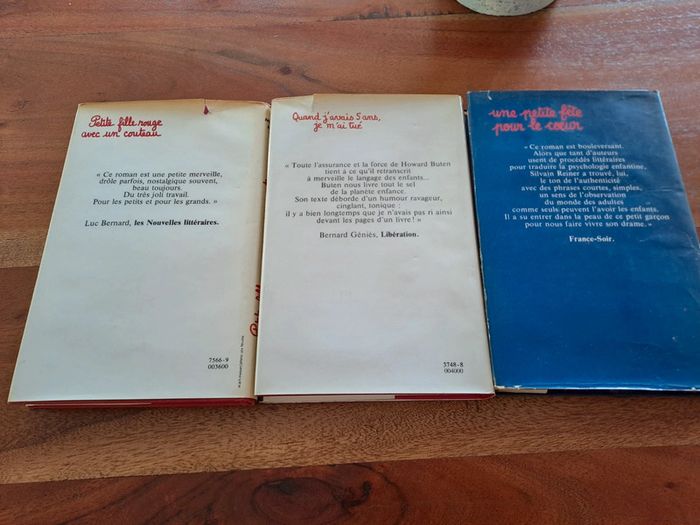 Petite fille rouge
avec un couteau
« Ce roman est une petite merveille,
drôle parfois, nostalgique souvent,
beau toujours.
Du très joli travail.
Pour les petits et pour les grands. »
Luc Bernard, les Nouvelles littéraires.
7566-9
003600
Quand j'avais 5 ans,
je m'ai tué
« Toute l'assurance et la force de Howard Buten
tient à ce qu'il retranscrit
à merveille le langage des enfants...
Buten nous livre tout le sel
de la planète enfance.
Son texte déborde d'un humour ravageur,
cinglant, tonique :
il y a bien longtemps que je n'avais pas ri ainsi
devant les pages d'un livre ! »
Bernard Géniès, Libération.
3748-8
004000
une petite fête
pour le cœur
« Ce roman est bouleversant.
Alors que tant d'auteurs
usent de procédés littéraires
pour traduire la psychologie enfantine,
Silvain Reiner a trouvé, lui,
le ton de l'authenticité
avec des phrases courtes, simples,
un sens de l'observation
du monde des adultes
comme seuls peuvent l'avoir les enfants.
Il a su entrer dans la peau de ce petit garçon
pour nous faire vivre son drame. »
France-Soir.